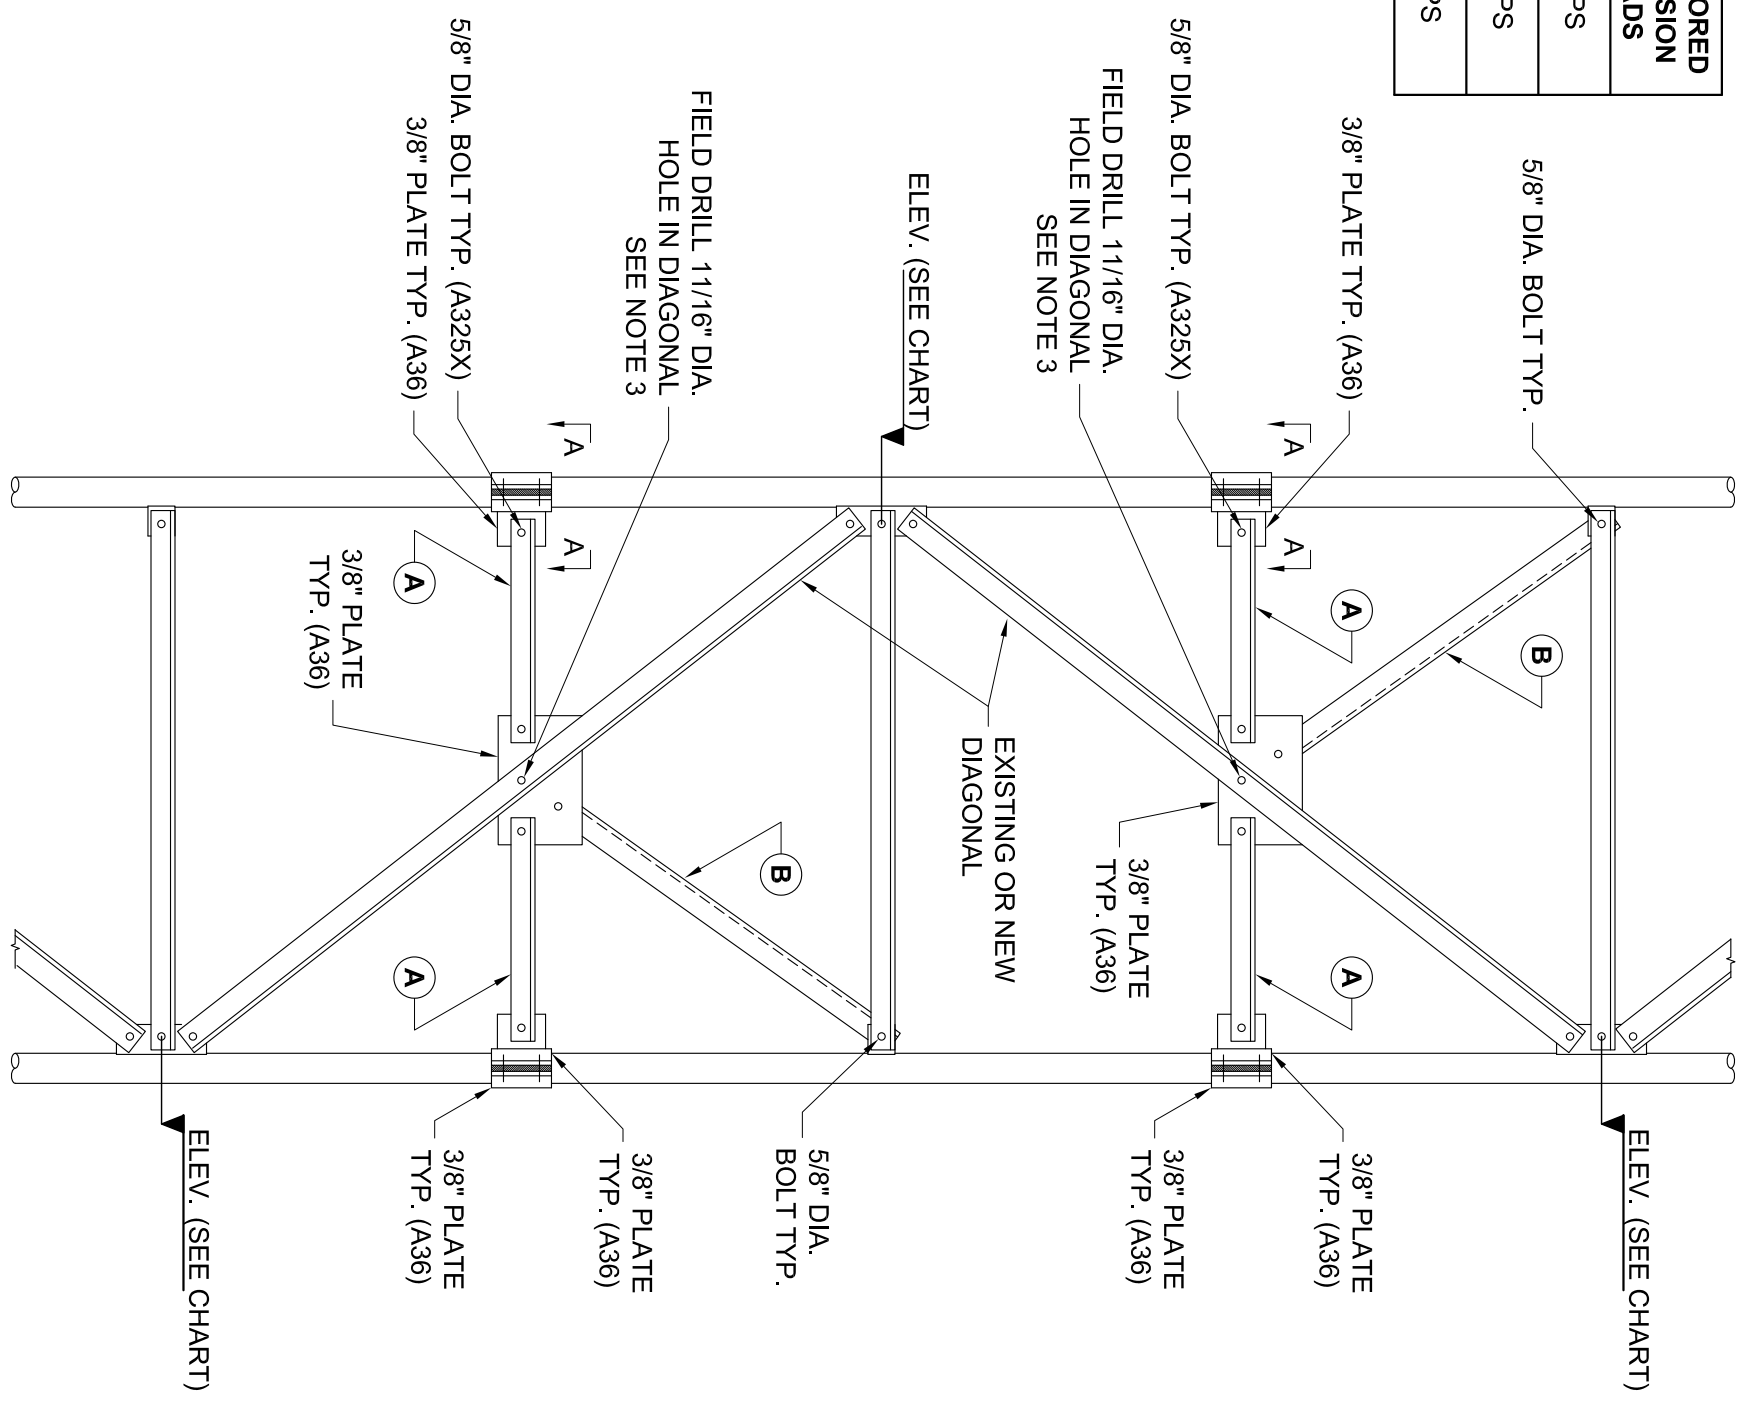 ORED
SION
ADS
PS
PS
PS
5/8" DIA. BOLT TYP.
ELEV. (SEE CHART)
B
3/8" PLATE TYP. (A36)
A
A
3/8" PLATE
TYP. (A36)
A
A
5/8" DIA. BOLT TYP. (A325X)
3/8" PLATE
TYP. (A36)
3/8" PLATE
TYP. (A36)
FIELD DRILL 11/16" DIA.
HOLE IN DIAGONAL
SEE NOTE 3
EXISTING OR NEW
DIAGONAL
ELEV. (SEE CHART)
B
5/8" DIA.
BOLT TYP.
FIELD DRILL 11/16" DIA.
HOLE IN DIAGONAL
SEE NOTE 3
3/8" PLATE
TYP. (A36)
A
A
5/8" DIA. BOLT TYP. (A325X)
3/8" PLATE TYP. (A36)
A
A
3/8" PLATE
TYP. (A36)
3/8" PLATE
TYP. (A36)
ELEV. (SEE CHART)